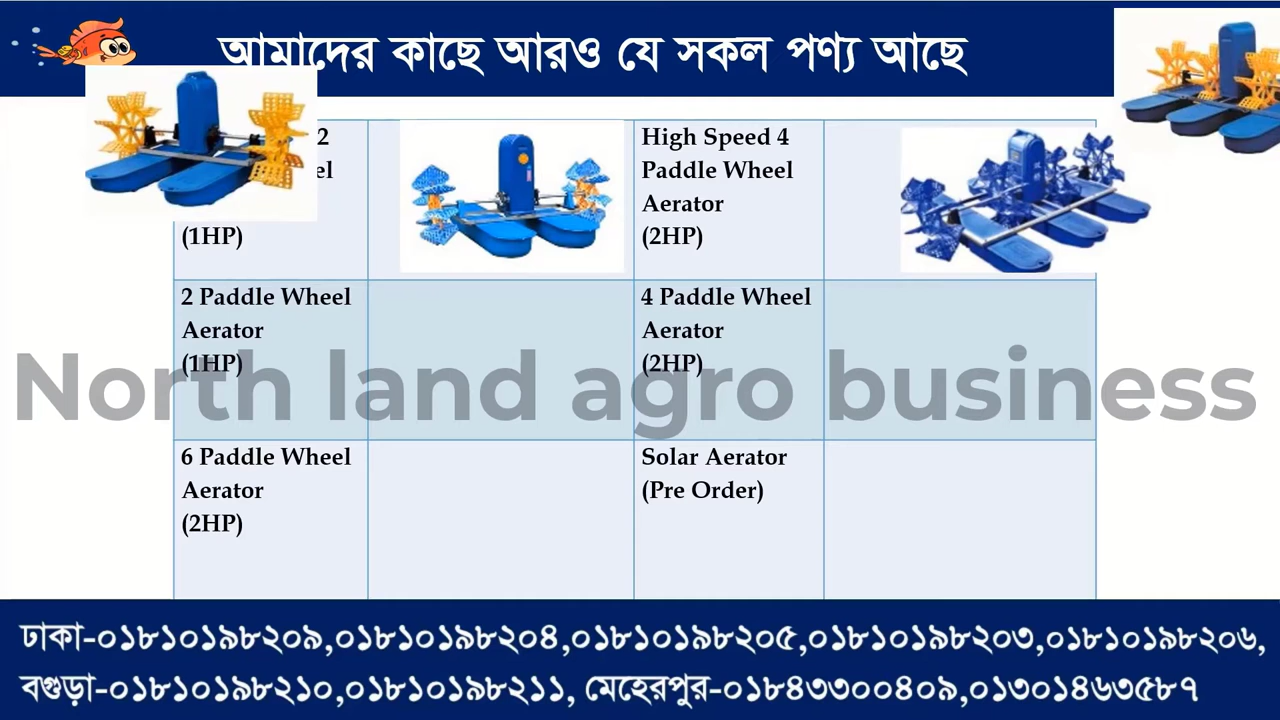 আমাদের কাছে আরও যে সকল পণ্য আছে
2
(1HP)
High Speed 4
Paddle Wheel
Aerator
(2HP)
2 Paddle Wheel
Aerator
(1HP)
4 Paddle Wheel
Aerator
(2HP)
North land agro business
6 Paddle Wheel
Aerator
(2HP)
Solar Aerator
(Pre Order)
ঢাকা-০১৮১০১৯৮২০৯,০১৮১০১৯৮২০৪,০১৮১০১৯৮২০৫,০১৮১০১৯৮২০৩,০১৮১০১৯৮২০৬,
বগুড়া-০১৮১০১৯৮২১০,০১৮১০১৯৮২১১, মেহেরপুর-০১৮৪৩৩০০৪০৯,০১৩০১৪৬৩৫৮৭